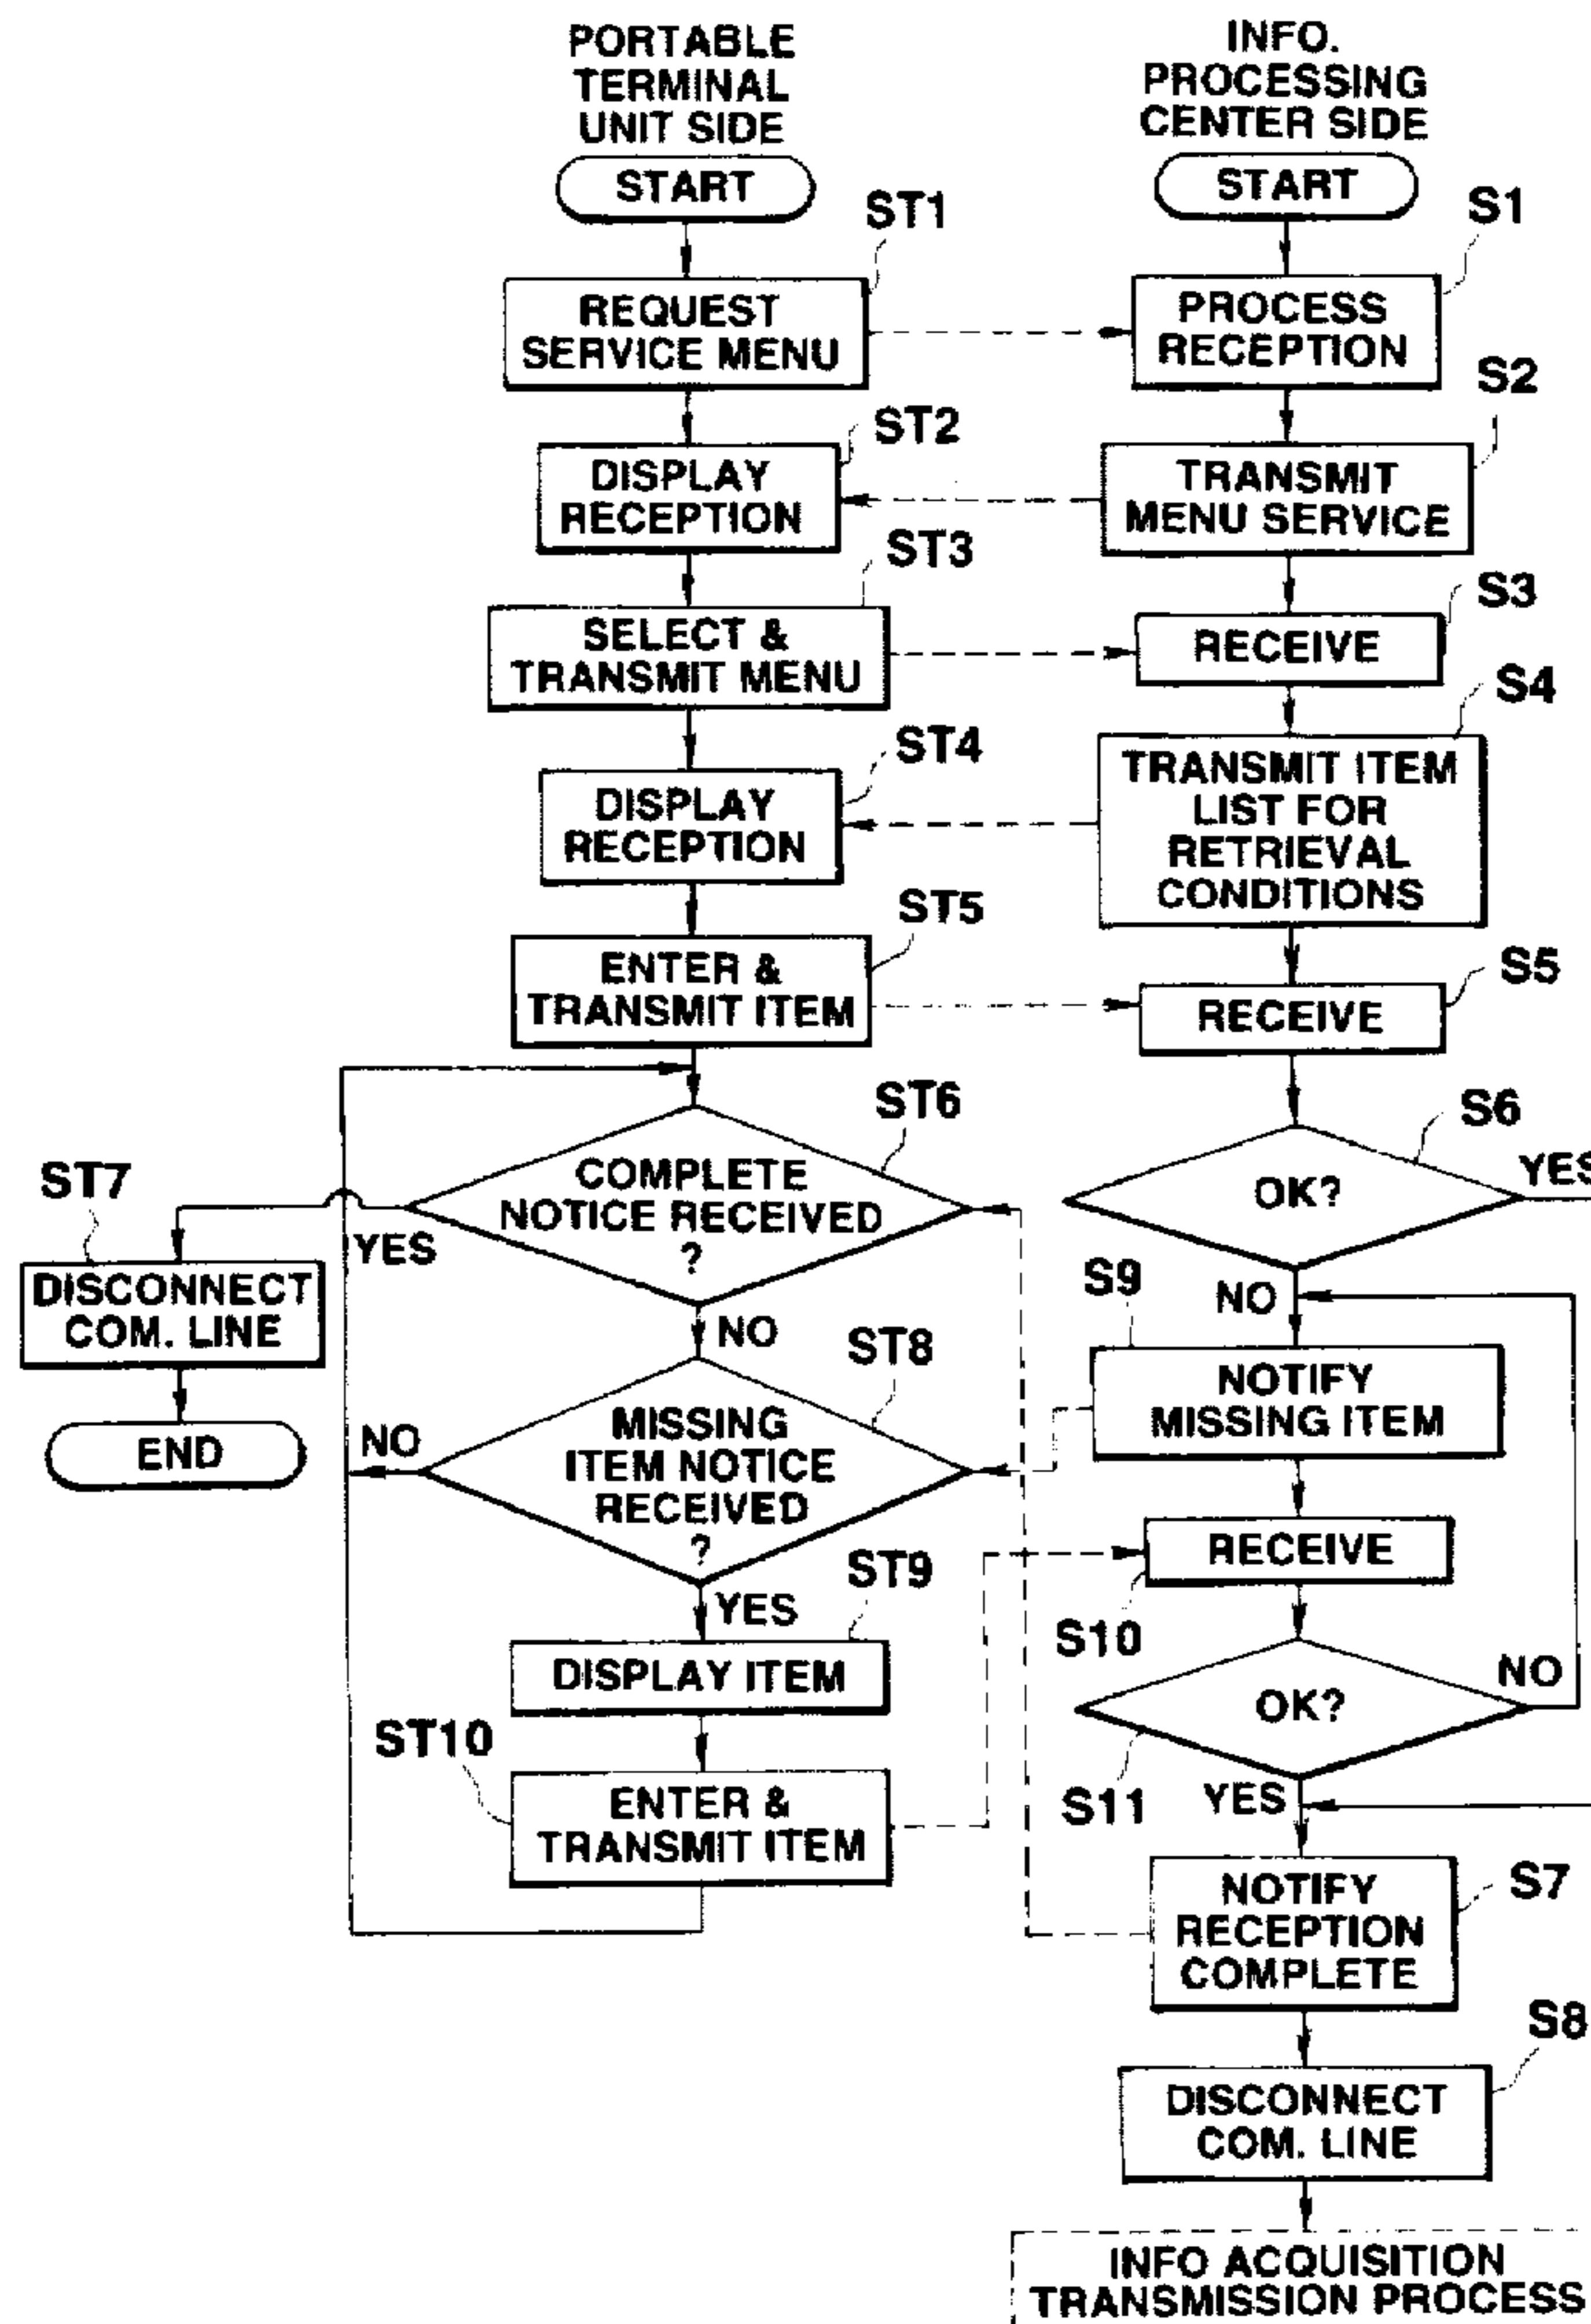 PORTABLE
TERMINAL
UNIT SIDE
START
ST1
REQUEST
SERVICE MENU
ST2
DISPLAY
RECEPTION
ST3
SELECT &
TRANSMIT MENU
ST4
DISPLAY
RECEPTION
ST5
ENTER &
TRANSMIT ITEM
ST6
COMPLETE
NOTICE RECEIVED
?
YES
ST7
DISCONNECT
COM. LINE
END
NO
ST8
MISSING
ITEM NOTICE
RECEIVED
?
NO
YES
ST9
DISPLAY ITEM
ST10
ENTER &
TRANSMIT ITEM
INFO.
PROCESSING
CENTER SIDE
START
S1
PROCESS
RECEPTION
S2
TRANSMIT
MENU SERVICE
S3
RECEIVE
S4
TRANSMIT ITEM
LIST FOR
RETRIEVAL
CONDITIONS
S5
RECEIVE
S6
OK?
YES
NO
S9
NOTIFY
MISSING ITEM
RECEIVE
S10
OK?
NO
S11
YES
S7
NOTIFY
RECEPTION
COMPLETE
S8
DISCONNECT
COM. LINE
INFO ACQUISITION
TRANSMISSION PROCESS